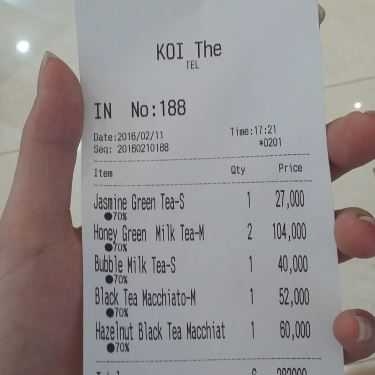 KOI The
TEL
IN No:188
Date:2016/02/11 Time:17:21
Seq: 20160210188 *0201
Item Qty Price
Jasmine Green Tea-S 1 27,000
●70%
Honey Green Milk Tea-M 2 104,000
●70%
Bubble Milk Tea-S 1 40,000
●70%
Black Tea Macchiato-M 1 52,000
●70%
Hazelnut Black Tea Macchiat 1 60,000
●70%